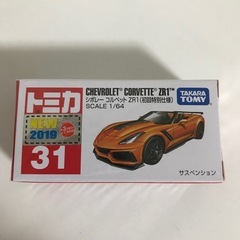 トミカ
NEW
2019
31
CHEVROLET® CORVETTE® ZR1™
シボレー コルベット ZR1(初回特別仕様)
SCALE 1/64
TAKARA
TOMY
サスペンション